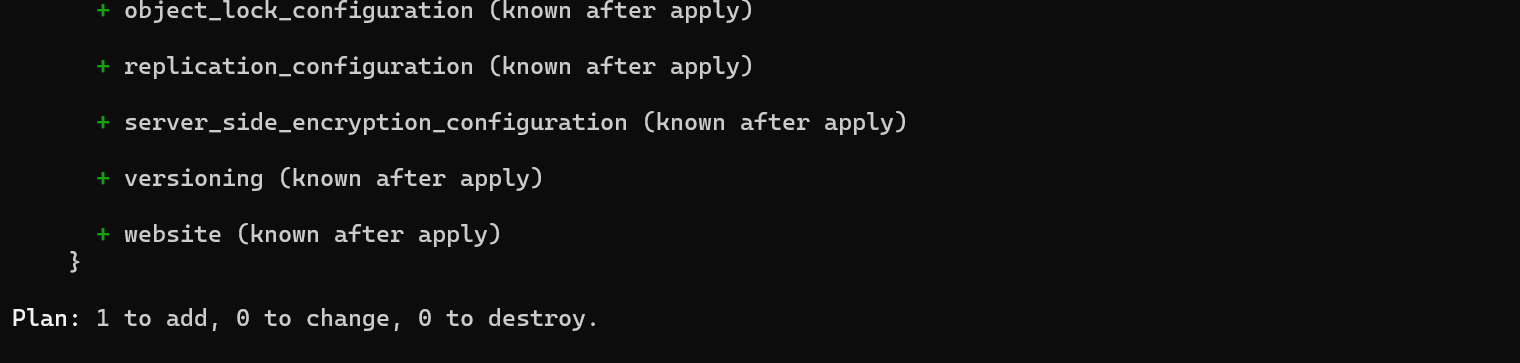 + object_lock_configuration (known after apply)
+ replication_configuration (known after apply)
+ server_side_encryption_configuration (known after apply)
+ versioning (known after apply)
+ website (known after apply)
}
Plan: 1 to add, 0 to change, 0 to destroy.